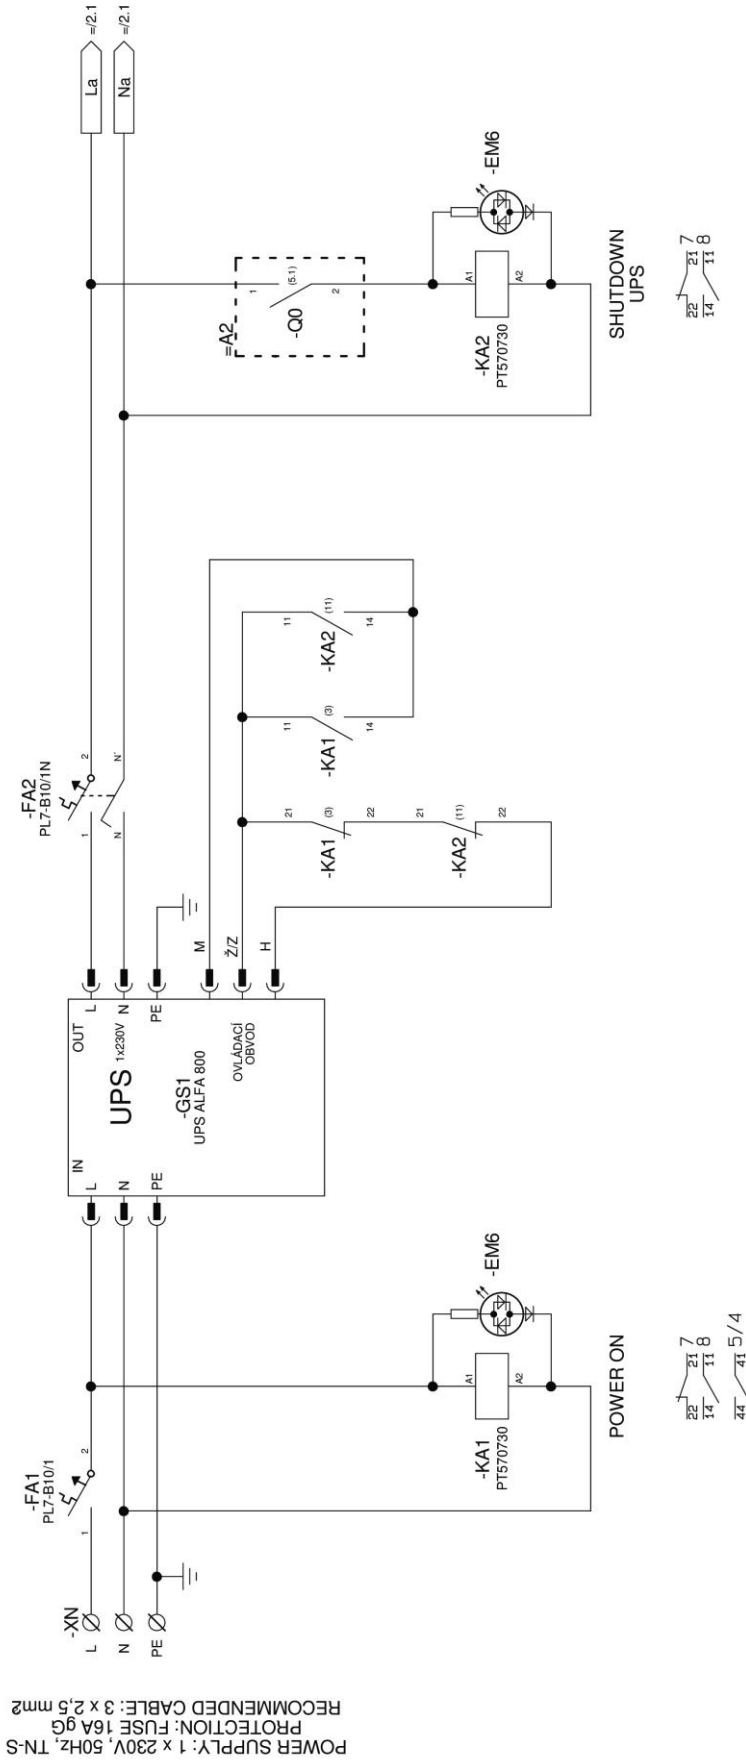 POWER SUPPLY: 1 x 230V, 50Hz, TN-S
PROTECTION: FUSE 16A gG
RECOMMENDED CABLE: 3 x 2,5 mm2
-XN
L
N
PE
-FA1
PL7-B10/1
1
2
-KA1
PT570730
A1
A2
-EM6
POWER ON
22 21 7
14 11 8
44 41 5/4
IN
L
N
PE
UPS 1x230V
-GS1
UPS ALFA 800
OUT
L
N
PE
OVLÁDACÍ
OBVOD
M
Ž/Z
H
-FA2
PL7-B10/1N
1
2
N
N'
-KA1
21
(3)
22
-KA2
21
(11)
22
-KA1
11
(3)
14
-KA2
11
(11)
14
=A2
-Q0
1
(5.1)
2
-KA2
PT570730
A1
A2
-EM6
SHUTDOWN
UPS
22 21 7
14 11 8
La
=/2.1
Na
=/2.1